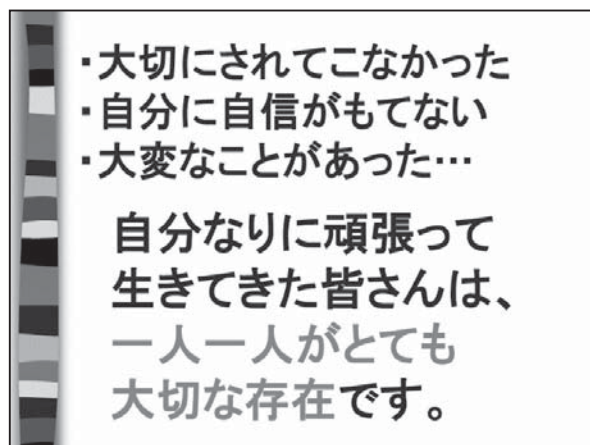 ・大切にされてこなかった
・自分に自信がもてない
・大変なことがあった…
自分なりに頑張って
生きてきた皆さんは、
一人一人がとても
大切な存在です。